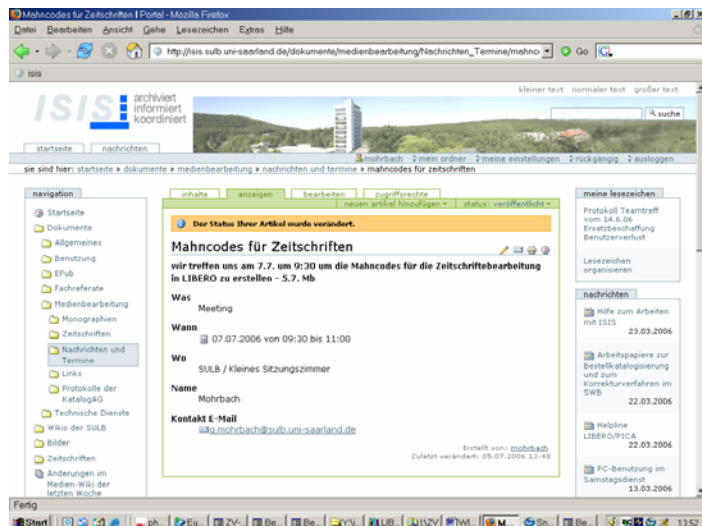 Mahncodes für Zeitschriften | Portal - Mozilla Firefox
Datei Bearbeiten Ansicht Gehe Lesezeichen Extras Hilfe
http://isis.sulb.uni-saarland.de/dokumente/medienbearbeitung/Nachrichten_Termine/mahnc
Go
isis
kleiner text normaler text großer text
ISIS
archiviert
informiert
koordiniert
suche
startseite nachrichten
mohrbach mein ordner meine einstellungen rückgängig ausloggen
sie sind hier: startseite » dokumente » medienbearbeitung » nachrichten und termine » mahncodes für zeitschriften
navigation
Startseite
Dokumente
Allgemeines
Benutzung
EPub
Fachreferate
Medienbearbeitung
Monographien
Zeitschriften
Nachrichten und
Termine
Links
Protokolle der
KatalogAG
Technische Dienste
Wikis der SULB
Bilder
Zeitschriften
Änderungen im
Medien-Wiki der
letzten Woche
inhalte anzeigen bearbeiten zugriffsrechte
neuen artikel hinzufügen status: veröffentlicht
Der Status Ihrer Artikel wurde verändert.
Mahncodes für Zeitschriften
wir treffen uns am 7.7. um 9:30 um die Mahncodes für die Zeitschriftebearbeitung
in LIBERO zu erstellen - 5.7. Mb
Was
Meeting
Wann
07.07.2006 von 09:30 bis 11:00
Wo
SULB / Kleines Sitzungszimmer
Name
Mohrbach
Kontakt E-Mail
g.mohrbach@sulb.uni-saarland.de
Erstellt von: mohrbach
Zuletzt verändert: 05.07.2006 13:48
meine lesezeichen
Protokoll Teamtreff
vom 14.6.06
Ersatzbeschaffung
Benutzerverlust
Lesezeichen
organisieren
nachrichten
Hilfe zum Arbeiten
mit ISIS
23.03.2006
Arbeitspapiere zur
Bestellkatalogisierung
und zum
Korrekturverfahren im
SWB
22.03.2006
Helpline
LIBERO/PICA
22.03.2006
PC-Benutzung im
Samstagsdienst
13.03.2006
Fertig
Start ph... Eu... ZV-... Be... Be... LIB... Sn... Be... 13:52